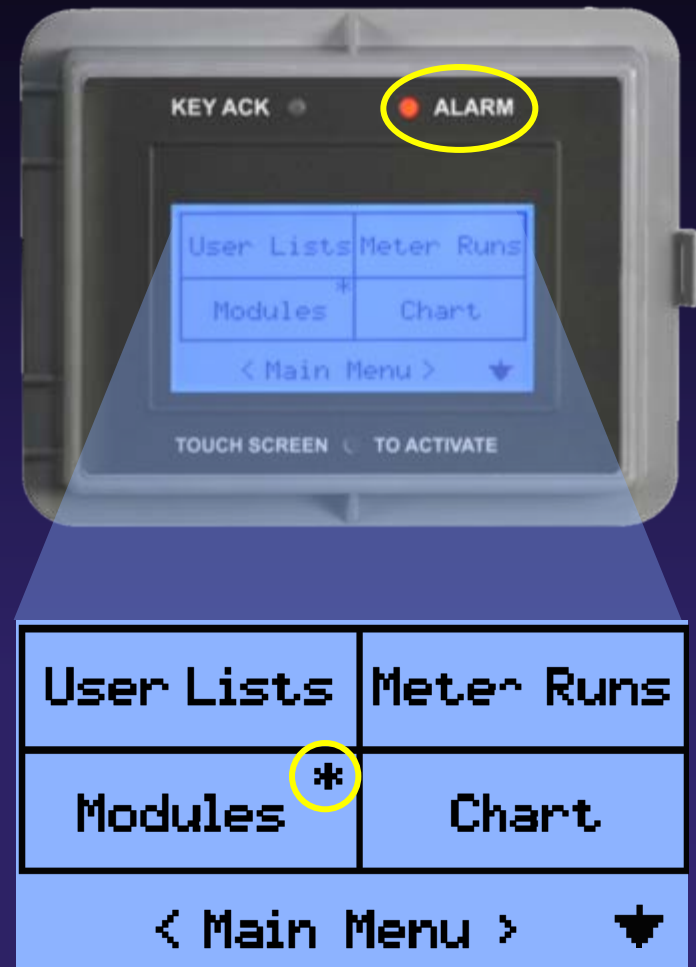 KEY ACK ALARM
User Lists Meter Runs
Modules * Chart
< Main Menu >
TOUCH SCREEN TO ACTIVATE
User Lists Meter Runs
Modules * Chart
< Main Menu >